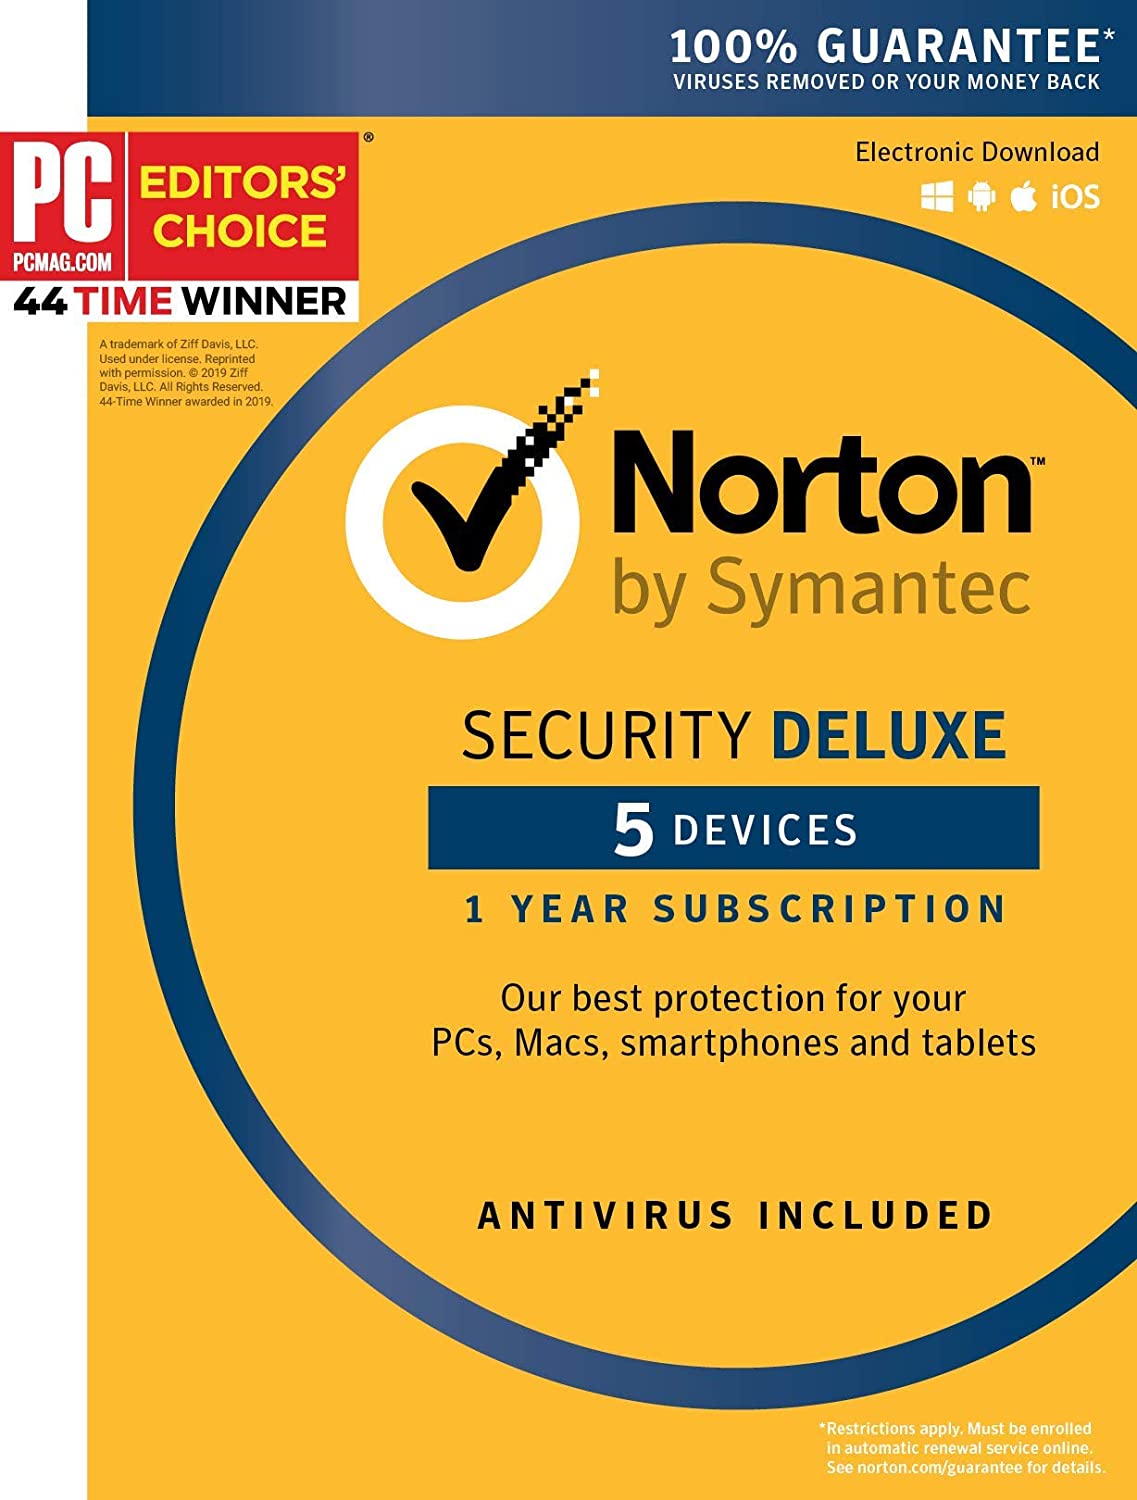 100% GUARANTEE*
VIRUSES REMOVED OR YOUR MONEY BACK
Electronic Download
iOS
PC
PCMAG.COM
EDITORS'
CHOICE
®
44 TIME WINNER
A trademark of Ziff Davis, LLC.
Used under license. Reprinted
with permission. © 2019 Ziff
Davis, LLC. All Rights Reserved.
44-Time Winner awarded in 2019.
Norton™
by Symantec
SECURITY DELUXE
5 DEVICES
1 YEAR SUBSCRIPTION
Our best protection for your
PCs, Macs, smartphones and tablets
ANTIVIRUS INCLUDED
*Restrictions apply. Must be enrolled
in automatic renewal service online.
See norton.com/guarantee for details.